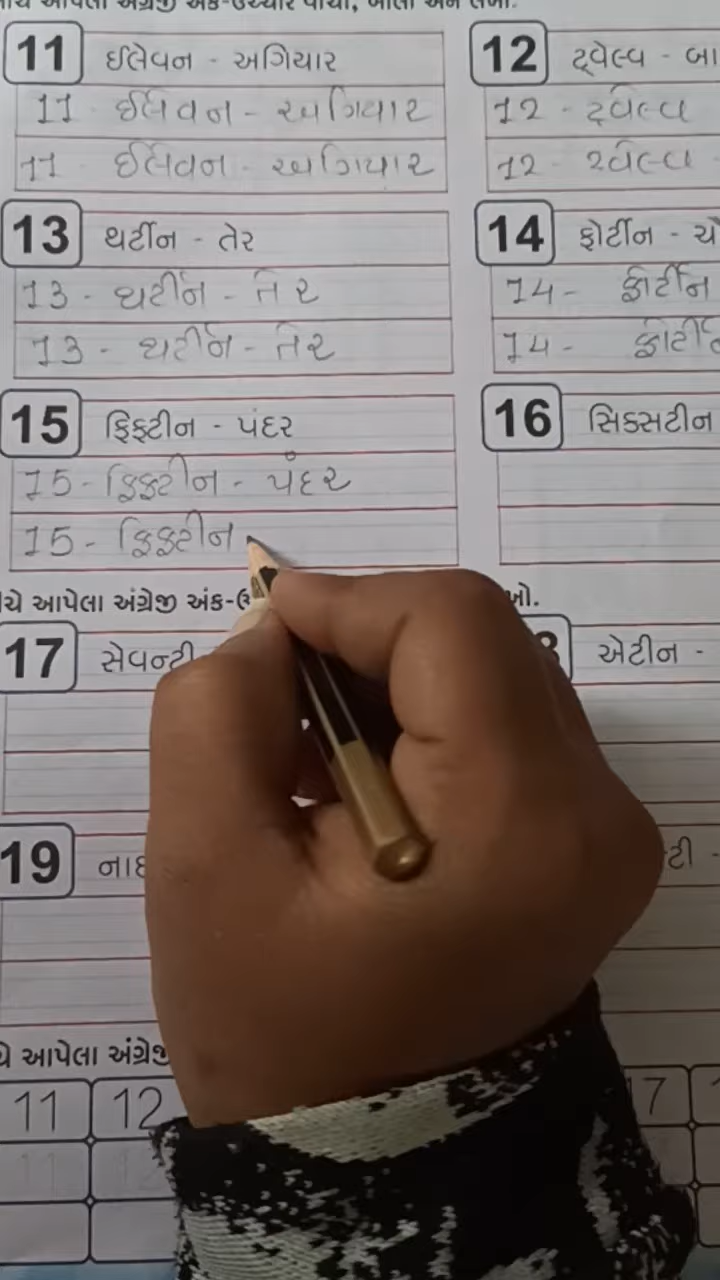 આપેલા અંગ્રેજી અંક-ઉચ્ચાર વાંચો, બોલો અને લખો.
11 ઈલેવન - અગિયાર
12 ટ્વેલ્વ - બા
11 - ઈલેવન - અગિયાર
12 - ટ્વેલ્વ
11 - ઈલેવન - અગિયાર
12 - ટ્વેલ્વ -
13 થર્ટીન - તેર
14 ફોર્ટીન - ચૌ
13 - થર્ટીન - તેર
14 - ફોર્ટીન
13 - થર્ટીન - તેર
14 - ફોર્ટીન
15 ફિફ્ટીન - પંદર
16 સિક્સટીન
15 - ફિફ્ટીન - પંદર
15 - ફિફ્ટીન
ચે આપેલા અંગ્રેજી અંક-ઉ ખો.
17 સેવન્ટી
એટીન -
19 નાઇ
ટી -
ચે આપેલા અંગ્રેજી
11 12 17
11 12